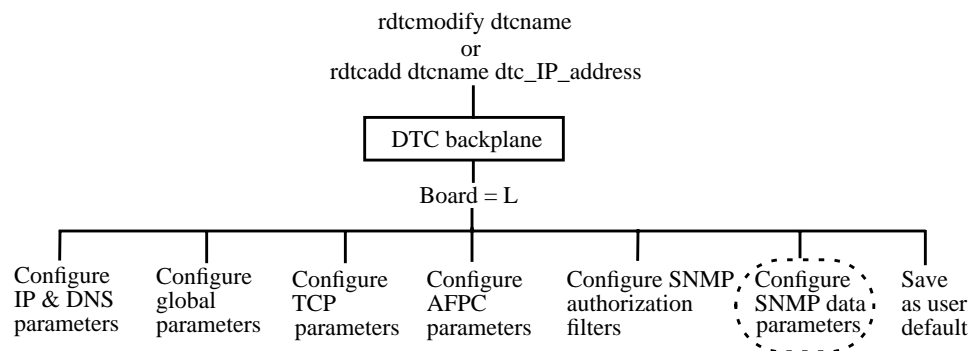 rdtcmodify dtcname
or
rdtcadd dtcname dtc_IP_address
DTC backplane
Board = L
Configure
IP & DNS
parameters
Configure
global
parameters
Configure
TCP
parameters
Configure
AFPC
parameters
Configure SNMP
authorization
filters
Configure
SNMP data
parameters
Save
as user
default